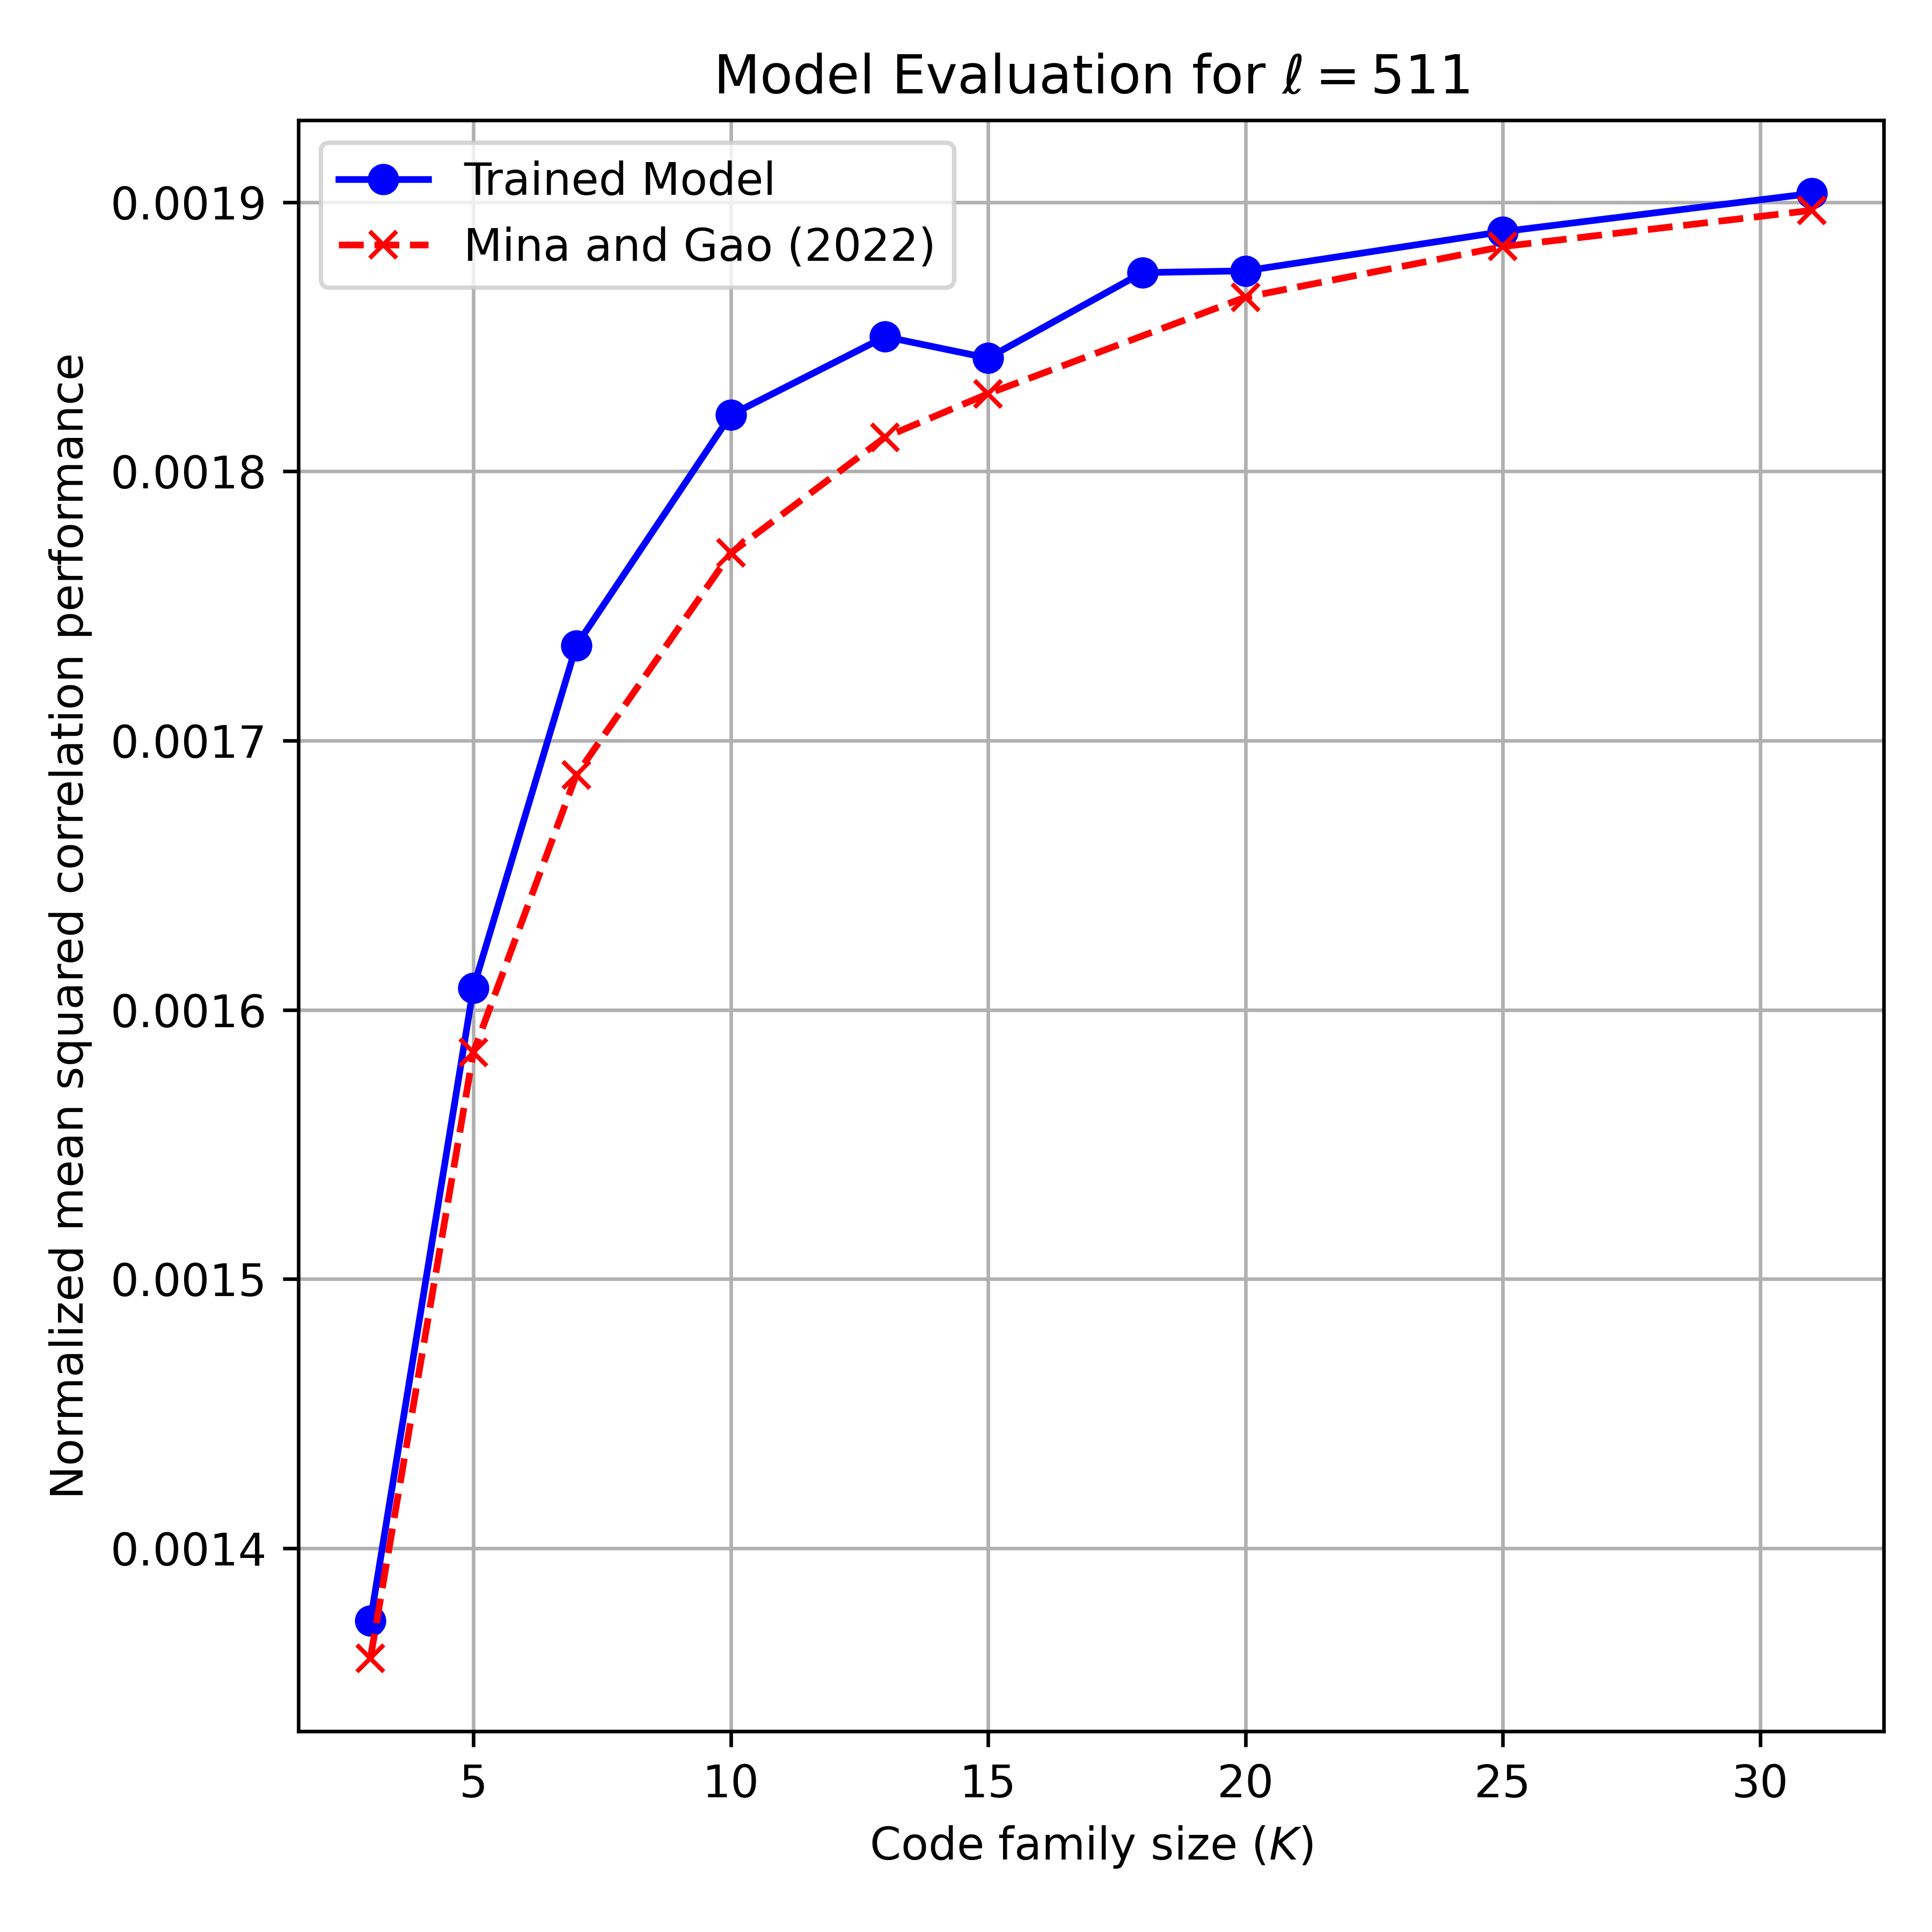 Model Evaluation for ℓ = 511
Trained Model
Mina and Gao (2022)
Normalized mean squared correlation performance
0.0019
0.0018
0.0017
0.0016
0.0015
0.0014
5 10 15 20 25 30
Code family size (K)